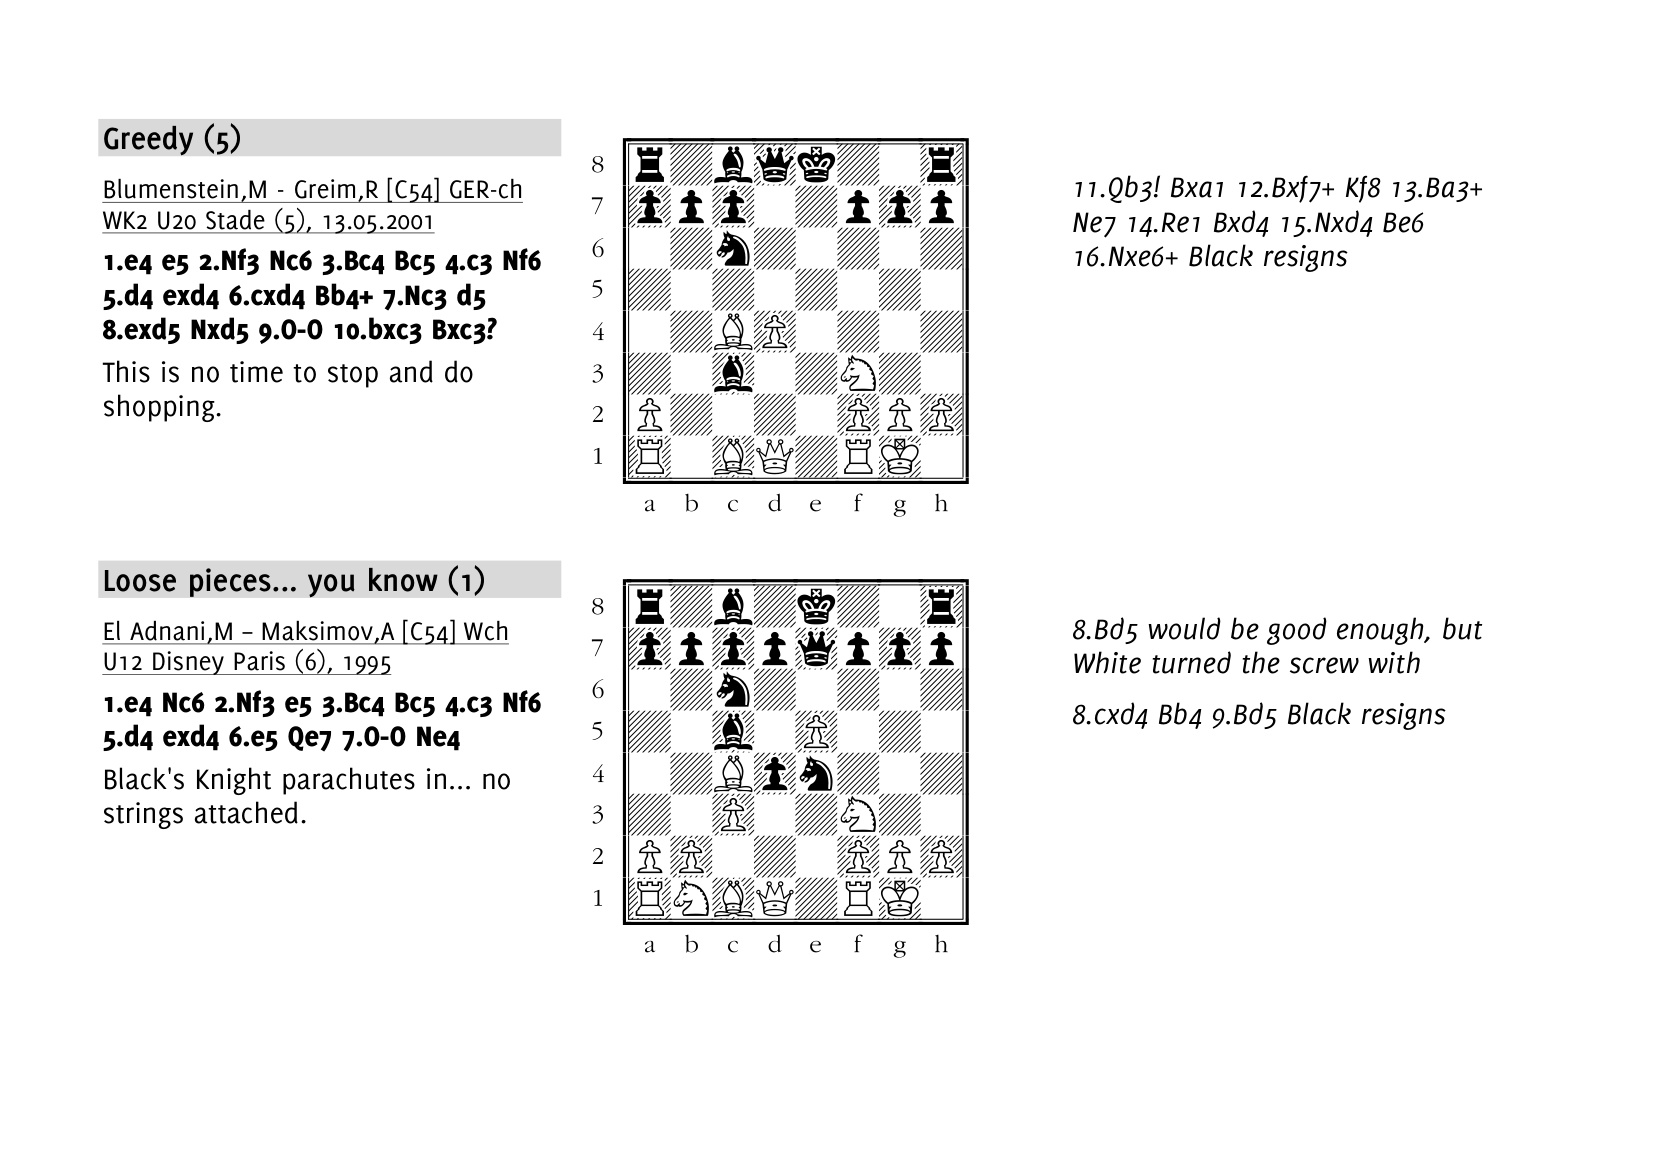 Greedy (5)
Blumenstein,M - Greim,R [C54] GER-ch
WK2 U20 Stade (5), 13.05.2001
1.e4 e5 2.Nf3 Nc6 3.Bc4 Bc5 4.c3 Nf6
5.d4 exd4 6.cxd4 Bb4+ 7.Nc3 d5
8.exd5 Nxd5 9.O-O 10.bxc3 Bxc3?
This is no time to stop and do
shopping.
8
7
6
5
4
3
2
1
a b c d e f g h
11.Qb3! Bxa1 12.Bxf7+ Kf8 13.Ba3+
Ne7 14.Re1 Bxd4 15.Nxd4 Be6
16.Nxe6+ Black resigns
Loose pieces... you know (1)
El Adnani,M – Maksimov,A [C54] Wch
U12 Disney Paris (6), 1995
1.e4 Nc6 2.Nf3 e5 3.Bc4 Bc5 4.c3 Nf6
5.d4 exd4 6.e5 Qe7 7.O-O Ne4
Black's Knight parachutes in... no
strings attached.
8
7
6
5
4
3
2
1
a b c d e f g h
8.Bd5 would be good enough, but
White turned the screw with
8.cxd4 Bb4 9.Bd5 Black resigns